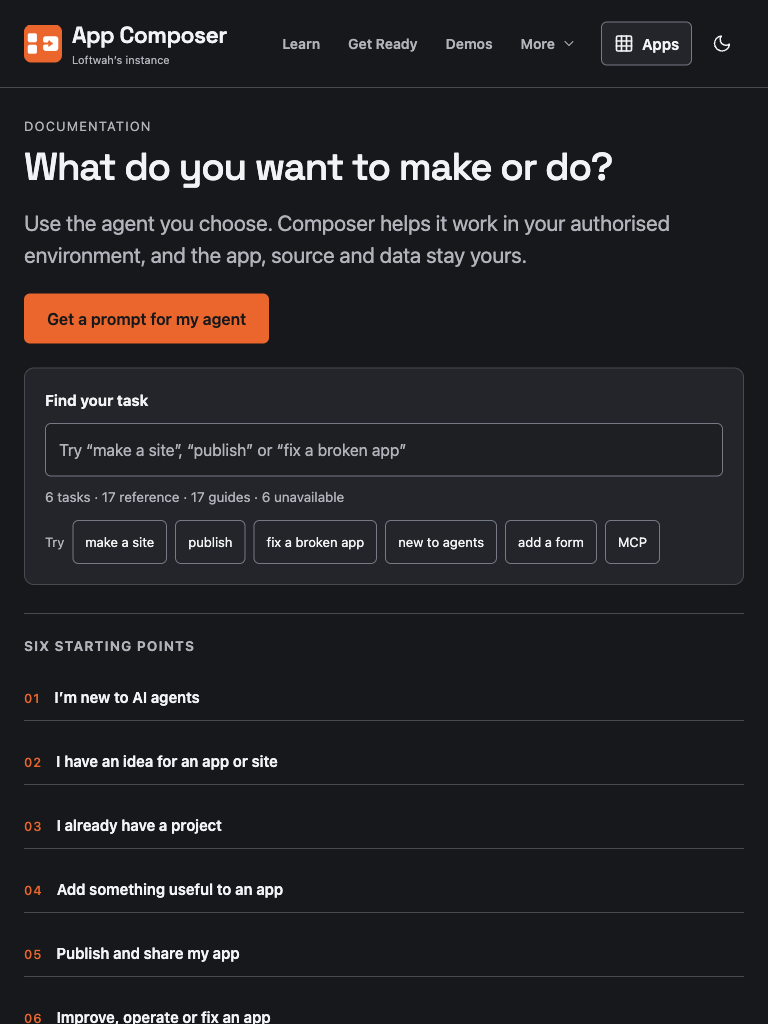 App Composer
Loftwah's instance
Learn
Get Ready
Demos
More
Apps
DOCUMENTATION
What do you want to make or do?
Use the agent you choose. Composer helps it work in your authorised
environment, and the app, source and data stay yours.
Get a prompt for my agent
Find your task
Try “make a site”, “publish” or “fix a broken app”
6 tasks · 17 reference · 17 guides · 6 unavailable
Try
make a site
publish
fix a broken app
new to agents
add a form
MCP
SIX STARTING POINTS
01 I’m new to AI agents
02 I have an idea for an app or site
03 I already have a project
04 Add something useful to an app
05 Publish and share my app
06 Improve, operate or fix an app